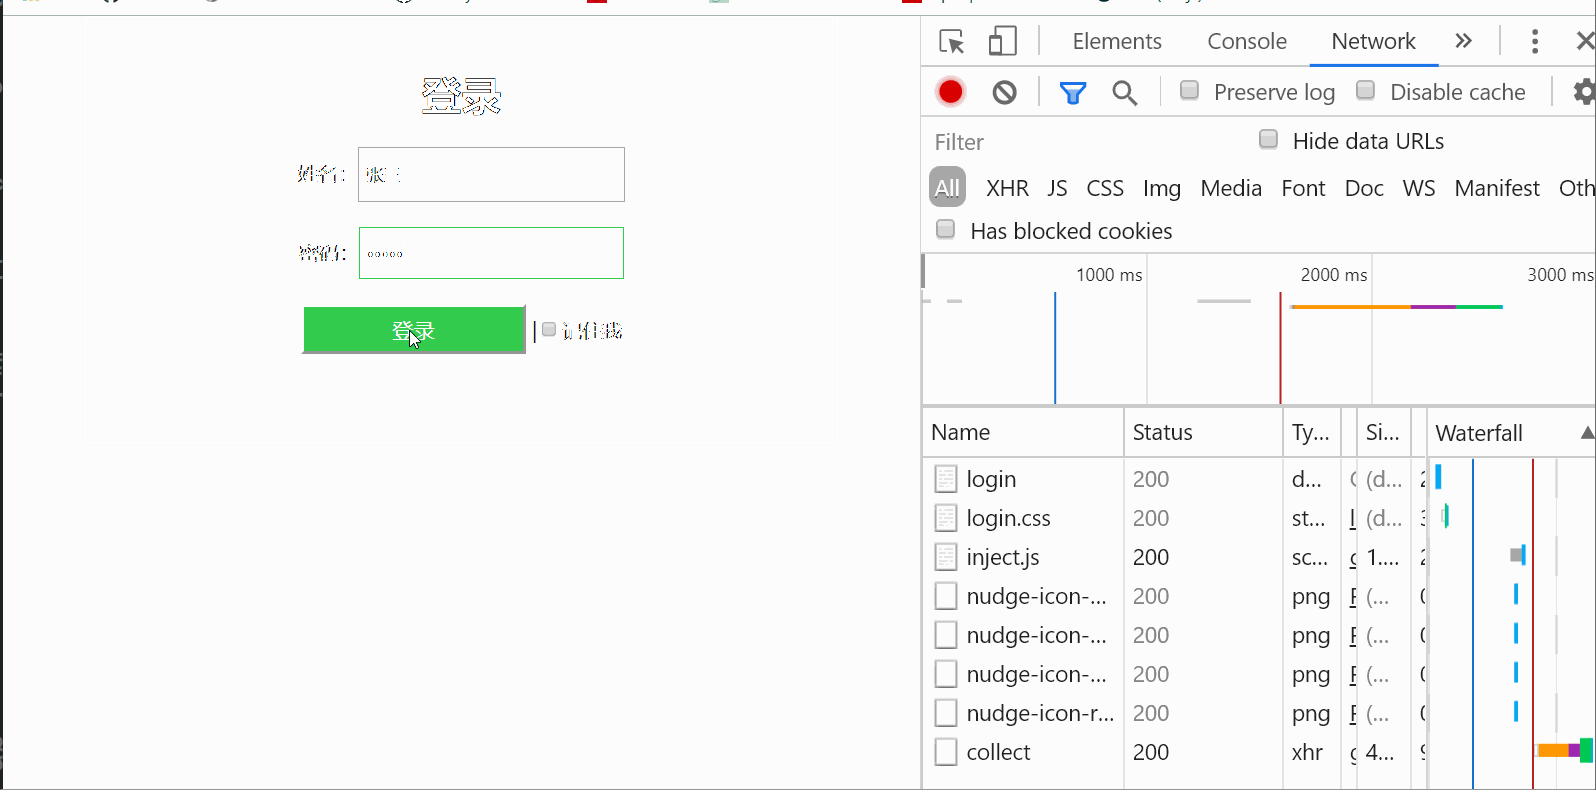 登录
姓名: 张三
密码:
登录
记住我
Elements Console Network
Preserve log Disable cache
Filter Hide data URLs
All XHR JS CSS Img Media Font Doc WS Manifest Oth
Has blocked cookies
1000 ms 2000 ms 3000 ms
Name Status Ty... Si... Waterfall
login 200 d... (d...
login.css 200 st... (d...
inject.js 200 sc... 1....
nudge-icon-... 200 png (...
nudge-icon-... 200 png (...
nudge-icon-... 200 png (...
nudge-icon-r... 200 png (...
collect 200 xhr 4...